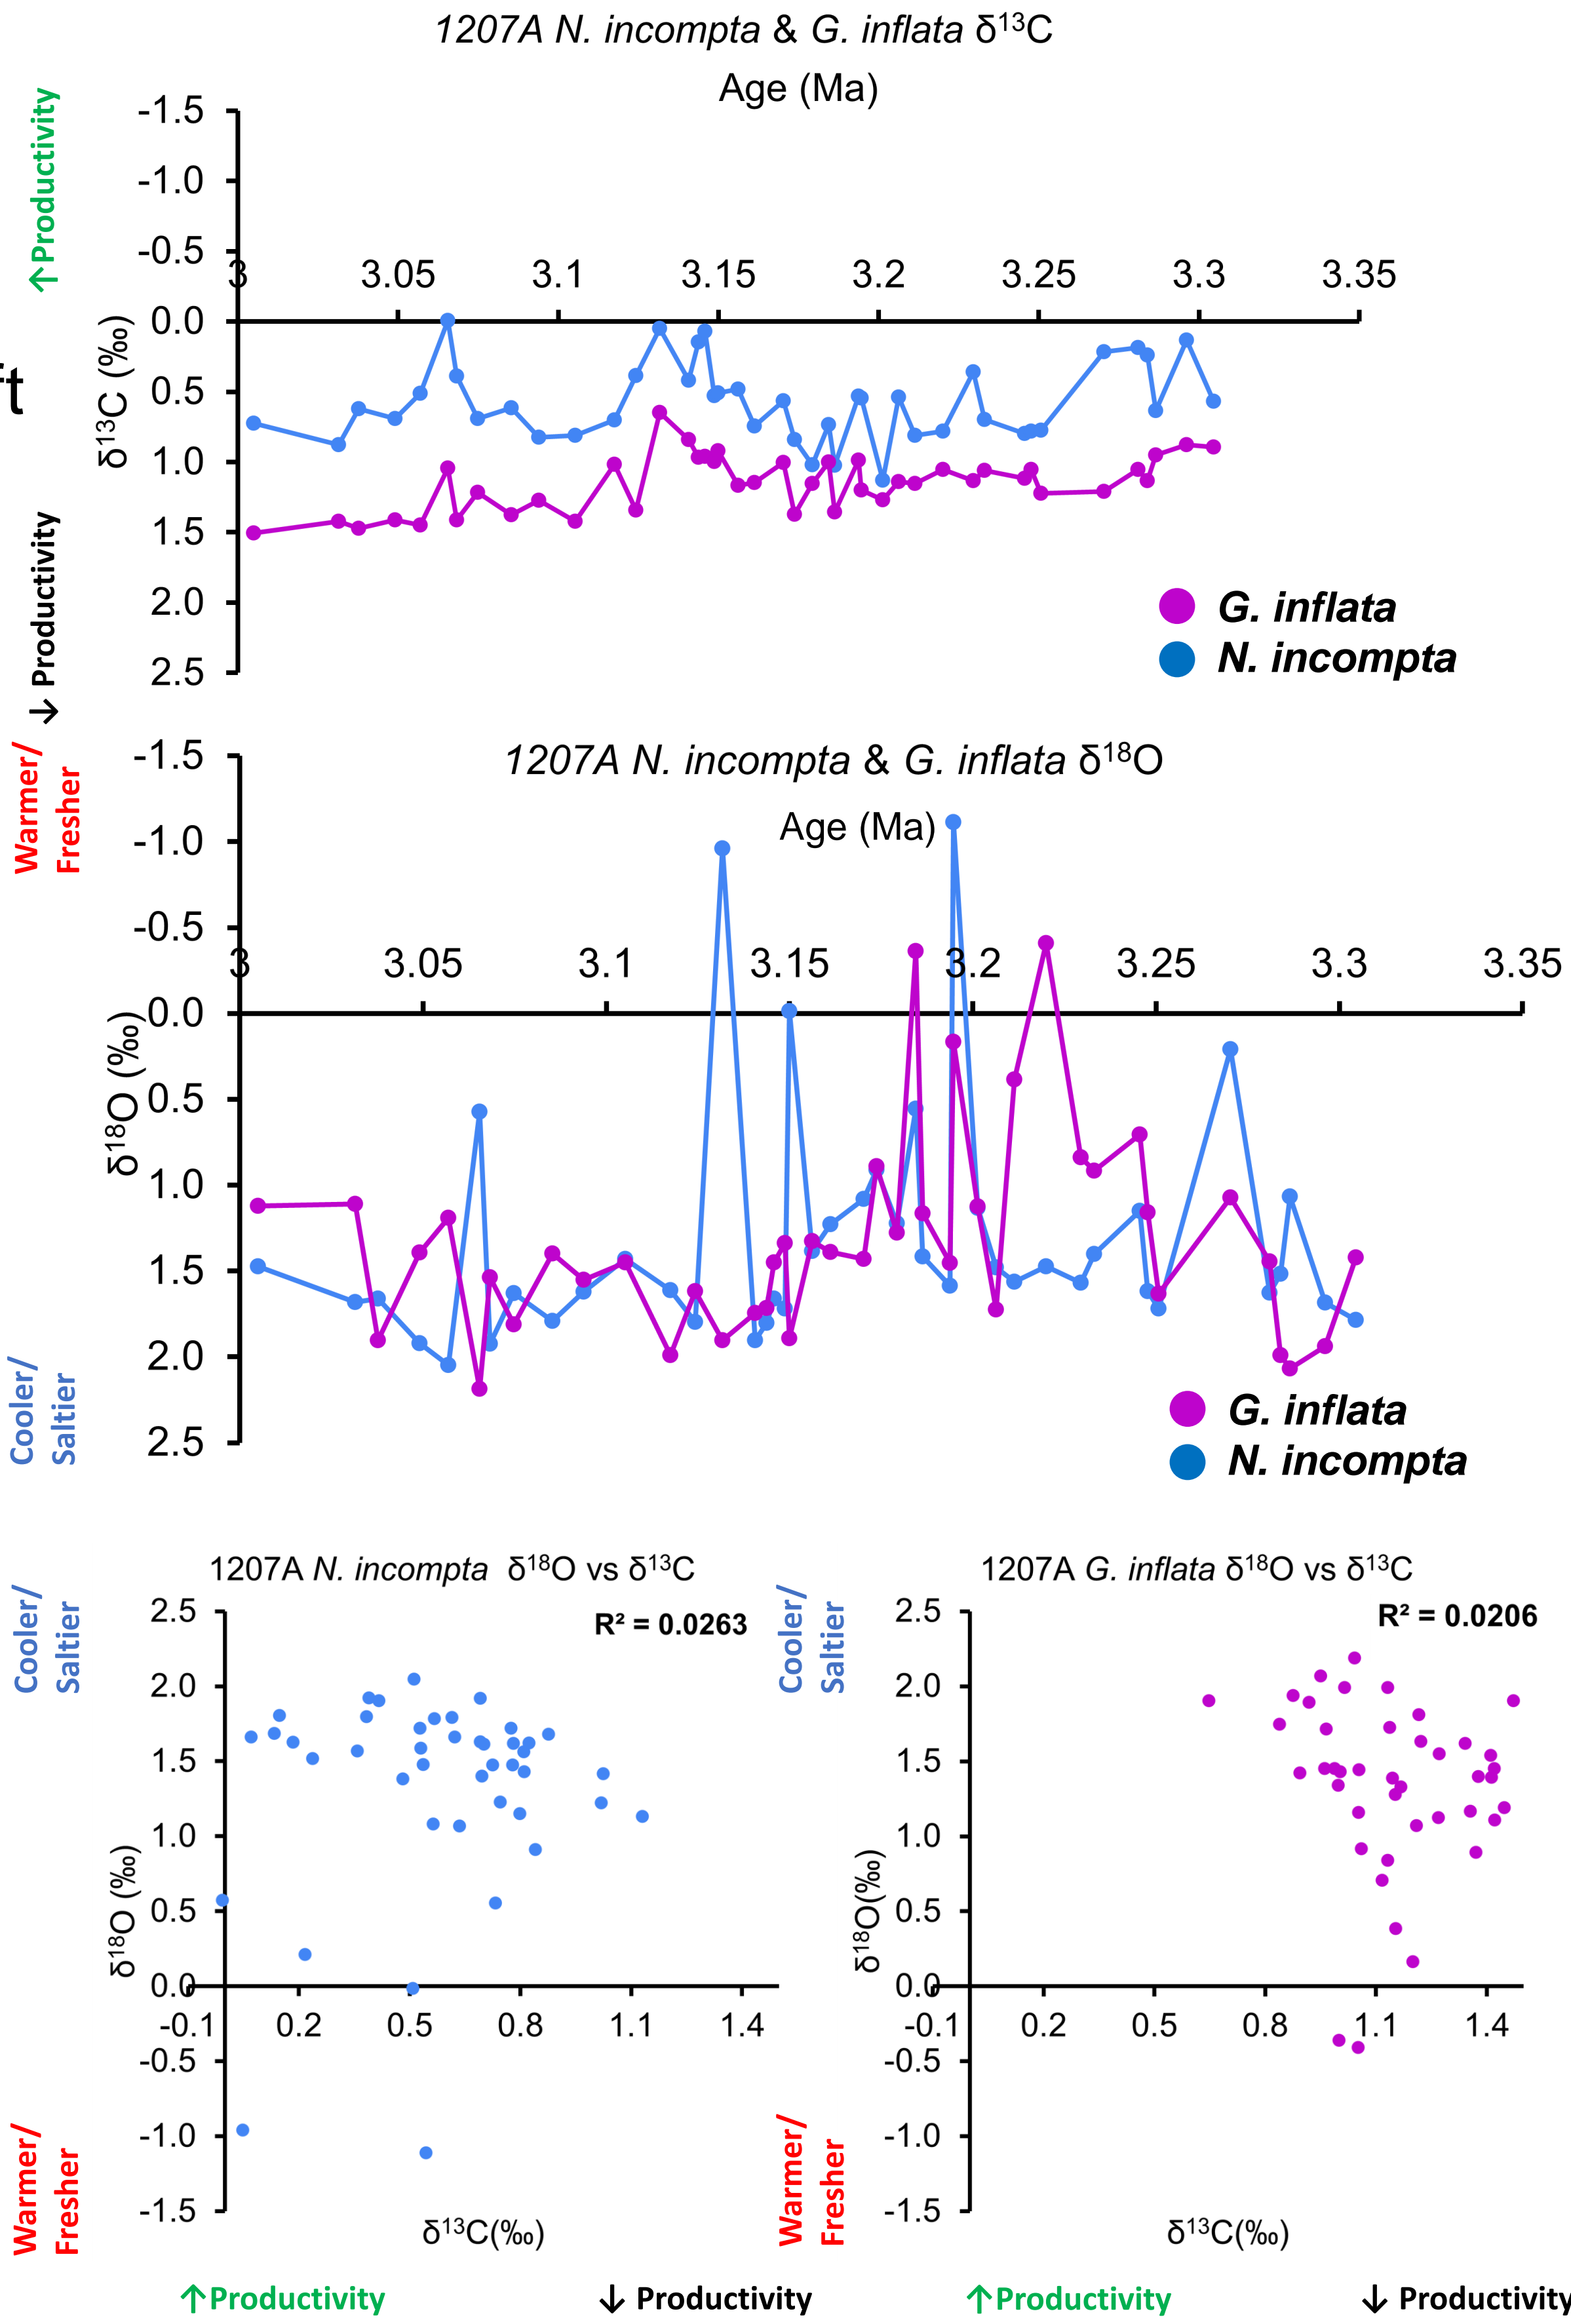 1207A N. incompta & G. inflata δ¹³C
Age (Ma)
↑Productivity
↓ Productivity
δ¹³C (‰)
-1.5
-1.0
-0.5
0.0
0.5
1.0
1.5
2.0
2.5
3 3.05 3.1 3.15 3.2 3.25 3.3 3.35
G. inflata
N. incompta
1207A N. incompta & G. inflata δ¹⁸O
Age (Ma)
Warmer/
Fresher
Cooler/
Saltier
δ¹⁸O (‰)
-1.5
-1.0
-0.5
0.0
0.5
1.0
1.5
2.0
2.5
3 3.05 3.1 3.15 3.2 3.25 3.3 3.35
G. inflata
N. incompta
1207A N. incompta δ¹⁸O vs δ¹³C
R² = 0.0263
Cooler/
Saltier
Warmer/
Fresher
δ¹⁸O (‰)
2.5
2.0
1.5
1.0
0.5
0.0
-0.5
-1.0
-1.5
-0.1 0.2 0.5 0.8 1.1 1.4
δ¹³C(‰)
↑Productivity ↓ Productivity
1207A G. inflata δ¹⁸O vs δ¹³C
R² = 0.0206
Cooler/
Saltier
Warmer/
Fresher
δ¹⁸O(‰)
2.5
2.0
1.5
1.0
0.5
0.0
-0.5
-1.0
-1.5
-0.1 0.2 0.5 0.8 1.1 1.4
δ¹³C(‰)
↑Productivity ↓ Productivity